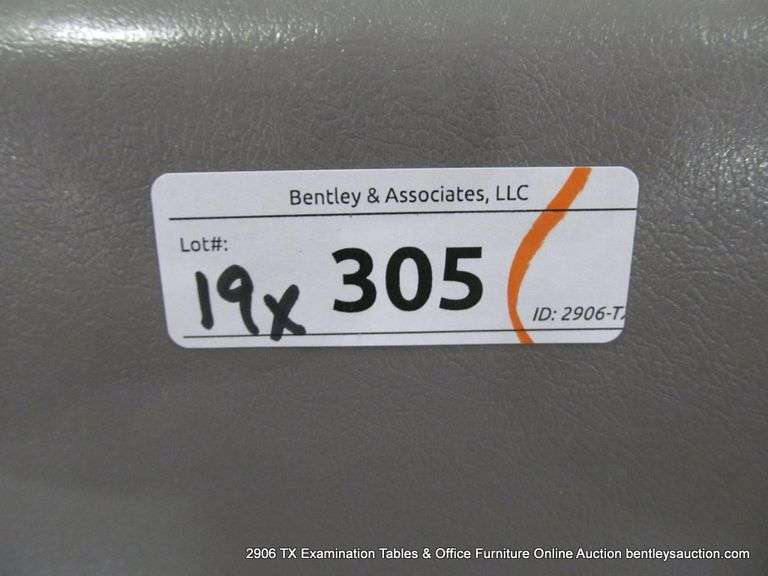 Bentley & Associates, LLC
Lot#:
19x 305
ID: 2906-T
2906 TX Examination Tables & Office Furniture Online Auction bentleysauction.com